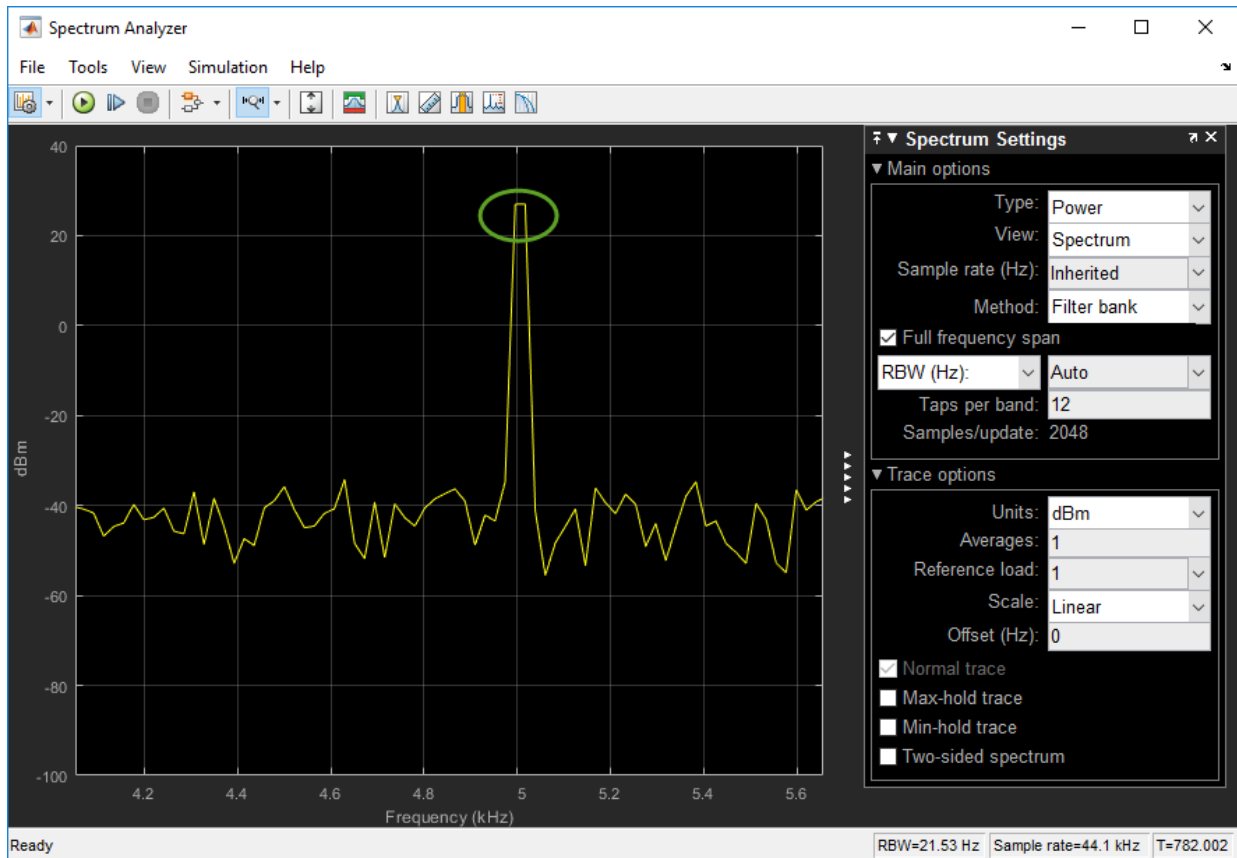 Spectrum Analyzer
File Tools View Simulation Help
40
20
0
-20
-40
-60
-80
-100
dBm
4.2 4.4 4.6 4.8 5 5.2 5.4 5.6
Frequency (kHz)
Spectrum Settings
Main options
Type: Power
View: Spectrum
Sample rate (Hz): Inherited
Method: Filter bank
Full frequency span
RBW (Hz): Auto
Taps per band: 12
Samples/update: 2048
Trace options
Units: dBm
Averages: 1
Reference load: 1
Scale: Linear
Offset (Hz): 0
Normal trace
Max-hold trace
Min-hold trace
Two-sided spectrum
Ready RBW=21.53 Hz Sample rate=44.1 kHz T=782.002